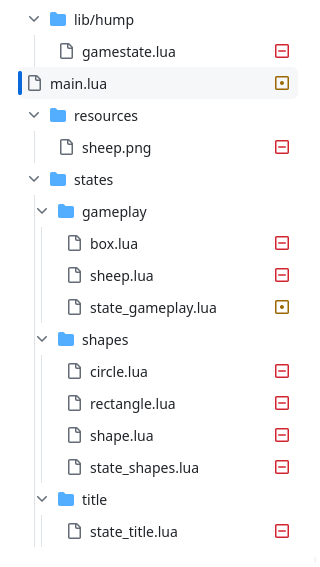 lib/hump
gamestate.lua
main.lua
resources
sheep.png
states
gameplay
box.lua
sheep.lua
state_gameplay.lua
shapes
circle.lua
rectangle.lua
shape.lua
state_shapes.lua
title
state_title.lua